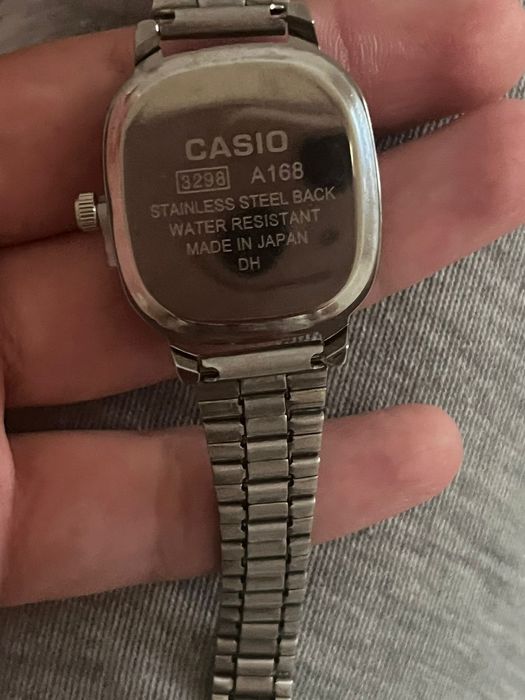 CASIO
3298 A168
STAINLESS STEEL BACK
WATER RESISTANT
MADE IN JAPAN
DH